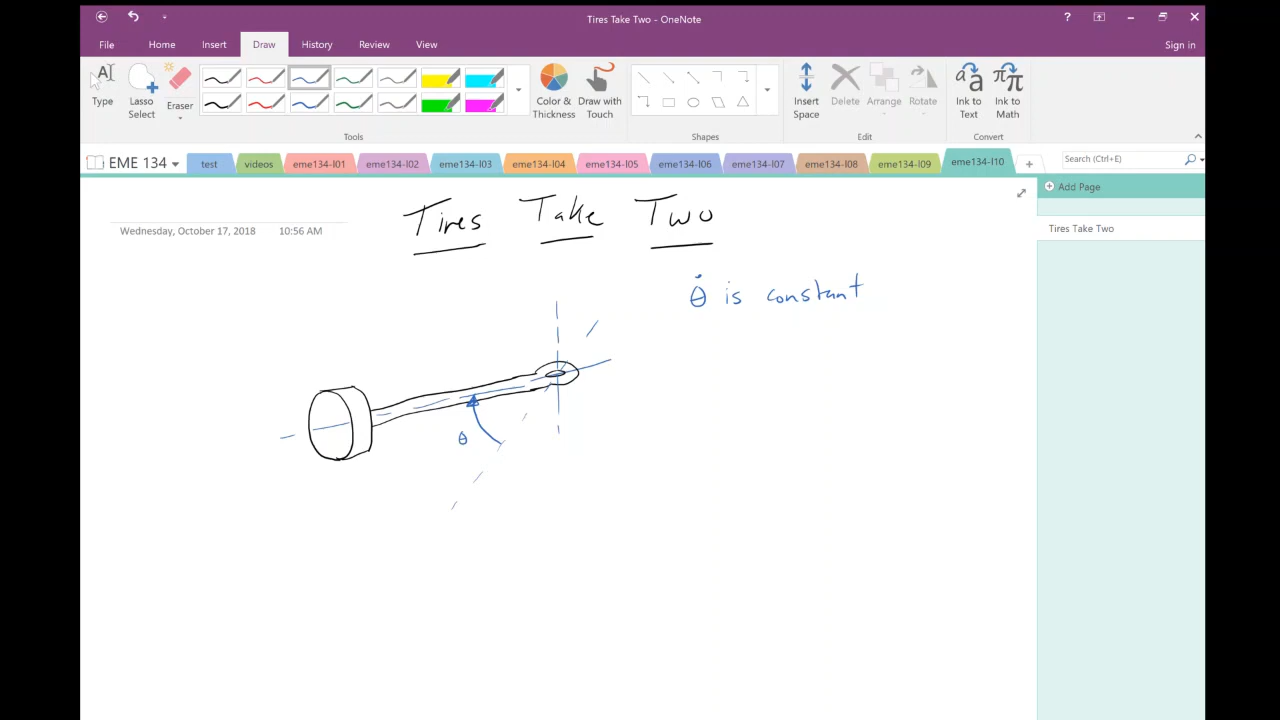 Tires Take Two - OneNote
?
File Home Insert Draw History Review View Sign in
Type
Lasso Select
Eraser
Color & Thickness
Draw with Touch
Insert Space
Delete
Arrange
Rotate
Ink to Text
Ink to Math
Tools Shapes Edit Convert
EME 134 test videos eme134-l01 eme134-l02 eme134-l03 eme134-l04 eme134-l05 eme134-l06 eme134-l07 eme134-l08 eme134-l09 eme134-l10 + Search (Ctrl+E)
Add Page
Tires Take Two
Tires Take Two
Wednesday, October 17, 2018 10:56 AM
θ̇ is constant
θ